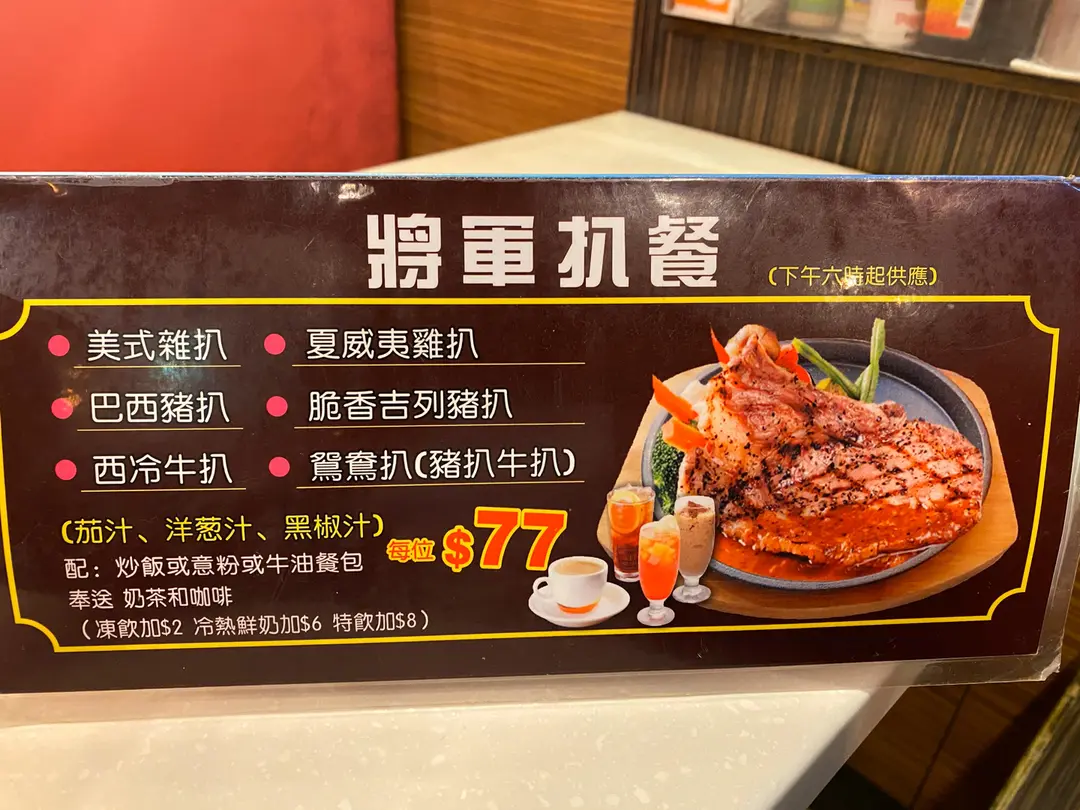 將軍扒餐
(下午六時起供應)
美式雜扒
夏威夷雞扒
巴西豬扒
脆香吉列豬扒
西冷牛扒
鴛鴦扒(豬扒牛扒)
(茄汁、洋葱汁、黑椒汁)
每位 $77
配: 炒飯或意粉或牛油餐包
奉送 奶茶和咖啡
(凍飲加$2 冷熱鮮奶加$6 特飲加$8)